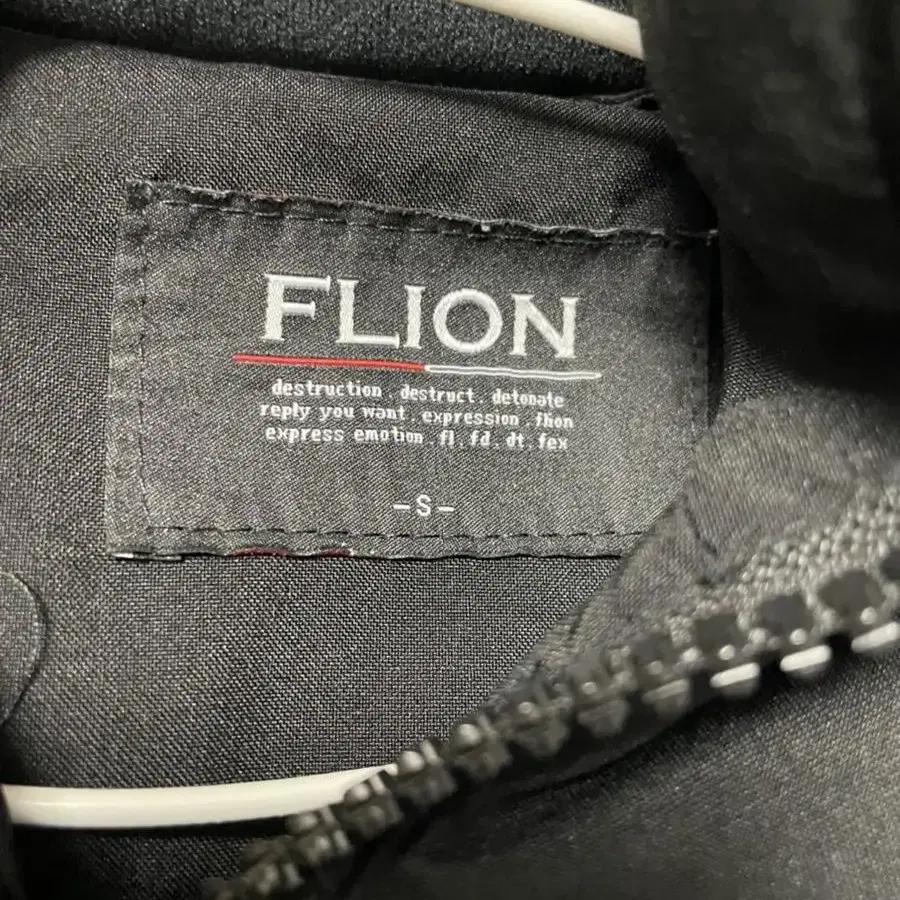 FLION
destruction . destruct . detonate
reply you want . expression . flion
express emotion . fl . fd . dt . fex
-S-